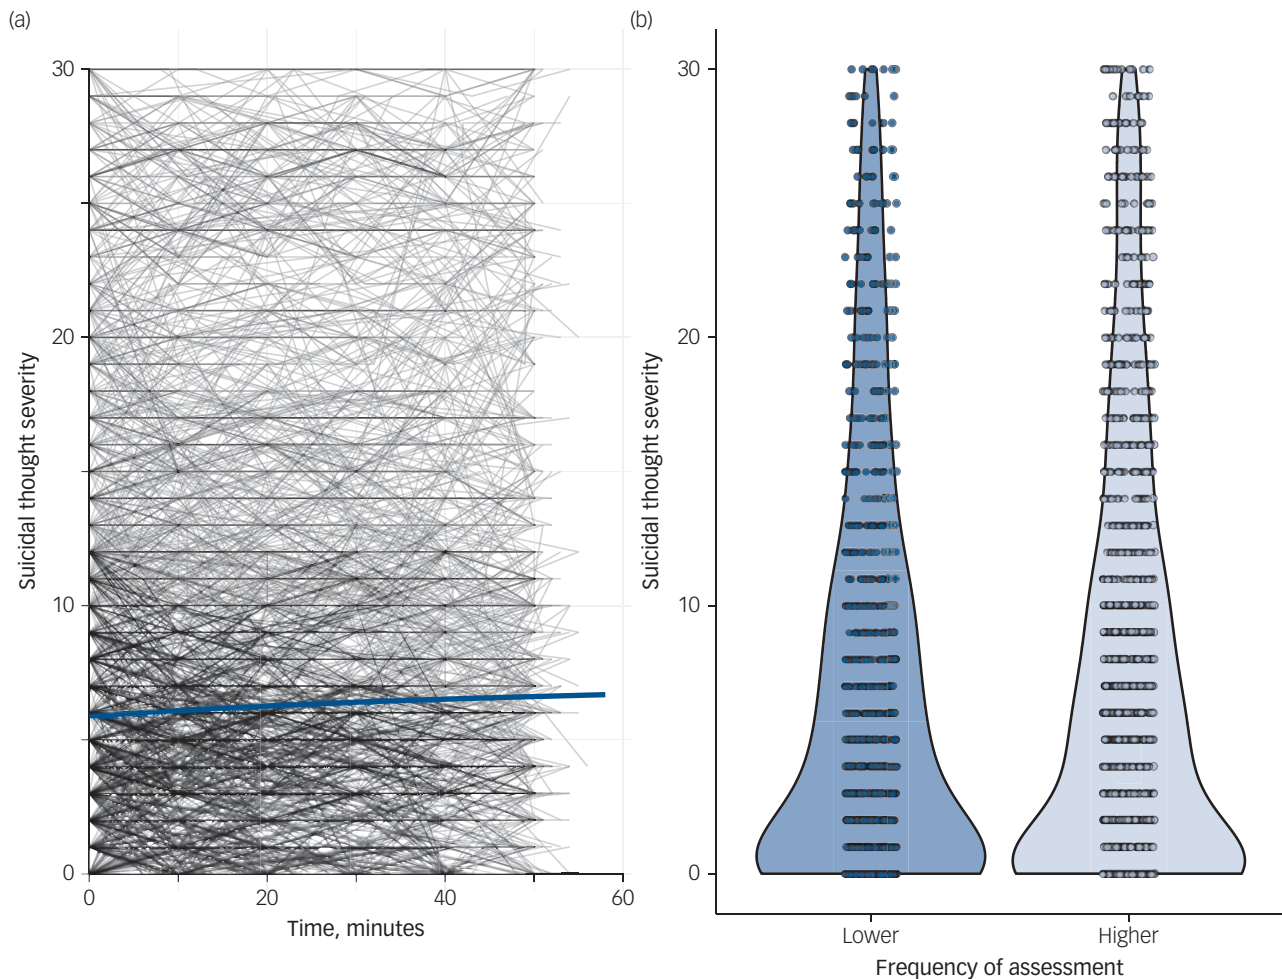 (a)
30
20
10
0
Suicidal thought severity
0
20
40
60
Time, minutes
(b)
30
20
10
0
Suicidal thought severity
Lower
Higher
Frequency of assessment